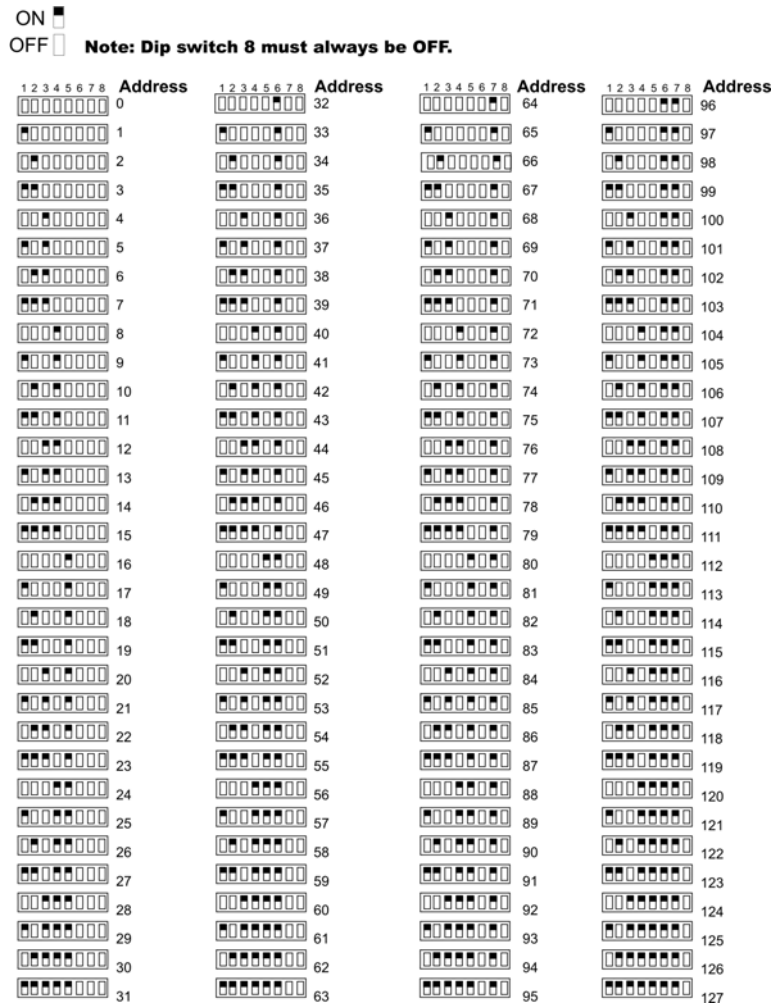 ON
OFF Note: Dip switch 8 must always be OFF.
1 2 3 4 5 6 7 8 Address 1 2 3 4 5 6 7 8 Address 1 2 3 4 5 6 7 8 Address 1 2 3 4 5 6 7 8 Address
0 32 64 96
1 33 65 97
2 34 66 98
3 35 67 99
4 36 68 100
5 37 69 101
6 38 70 102
7 39 71 103
8 40 72 104
9 41 73 105
10 42 74 106
11 43 75 107
12 44 76 108
13 45 77 109
14 46 78 110
15 47 79 111
16 48 80 112
17 49 81 113
18 50 82 114
19 51 83 115
20 52 84 116
21 53 85 117
22 54 86 118
23 55 87 119
24 56 88 120
25 57 89 121
26 58 90 122
27 59 91 123
28 60 92 124
29 61 93 125
30 62 94 126
31 63 95 127